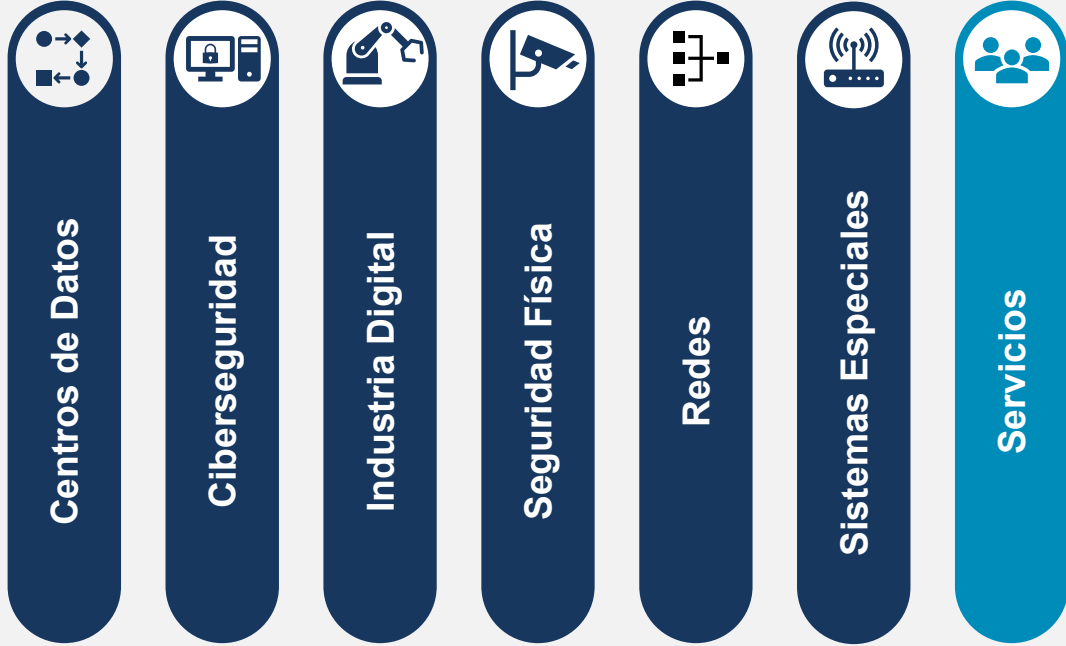 Centros de Datos
Ciberseguridad
Industria Digital
Seguridad Física
Redes
Sistemas Especiales
Servicios